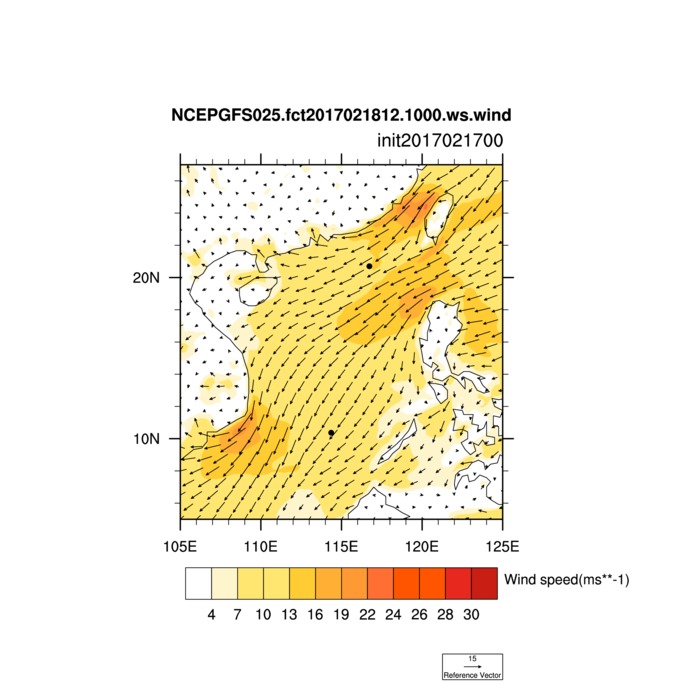 NCEPGFS025.fct2017021812.1000.ws.wind
init2017021700
20N
10N
105E 110E 115E 120E 125E
Wind speed(ms**-1)
4 7 10 13 16 19 22 24 26 28 30
15
Reference Vector